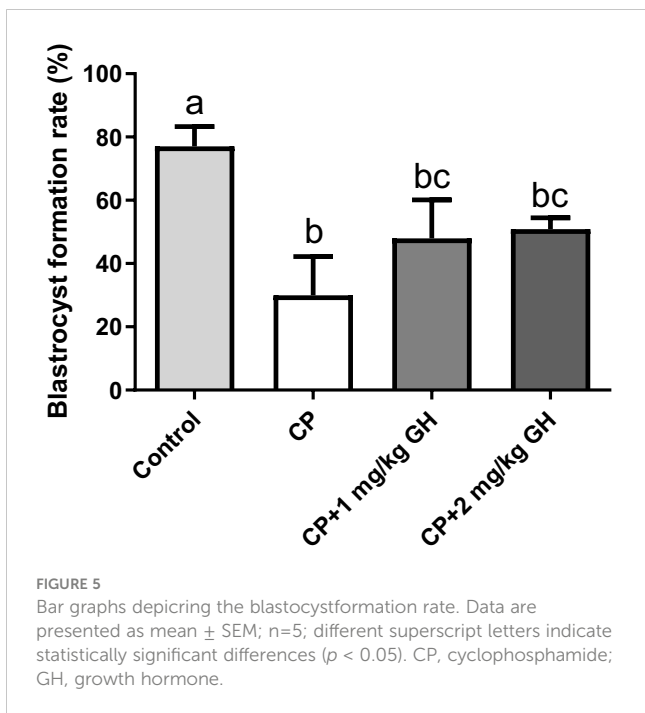 Blastrocyst formation rate (%)
100
80
60
40
20
0
a
b
bc
bc
Control
CP
CP+1 mg/kg GH
CP+2 mg/kg GH
FIGURE 5
Bar graphs depicring the blastocystformation rate. Data are
presented as mean ± SEM; n=5; different superscript letters indicate
statistically significant differences (p < 0.05). CP, cyclophosphamide;
GH, growth hormone.